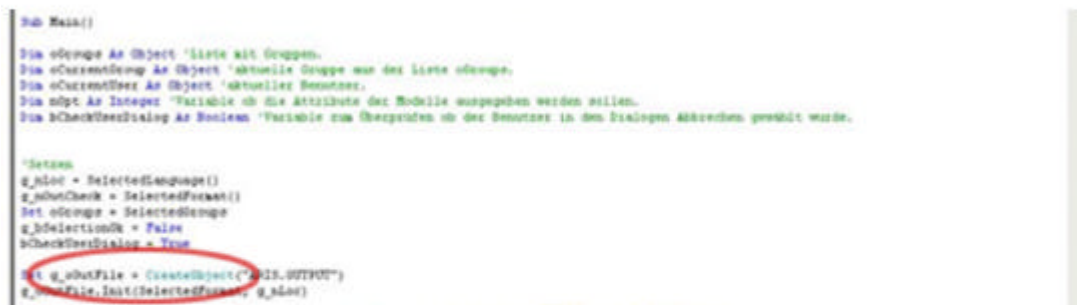 Sub Main()
Dim oGroups As Object 'Liste mit Gruppen.
Dim oCurrentGroup As Object 'aktuelle Gruppe aus der Liste oGroups.
Dim oCurrentUser As Object 'aktueller Benutzer.
Dim nOpt As Integer 'Variable ob die Attribute der Modelle ausgegeben werden sollen.
Dim bCheckUserDialog As Boolean 'Variable zum Überprüfen ob der Benutzer in den Dialogen Abbrechen gewählt wurde.
'Setzen
g_nLoc = SelectedLanguage()
g_nOutCheck = SelectedFormat()
Set oGroups = SelectedGroups
g_bSelectionOk = False
bCheckUserDialog = True
Set g_oOutFile = CreateObject("ARIS.OUTPUT")
g_oOutFile.Init(SelectedFormat, g_nLoc)